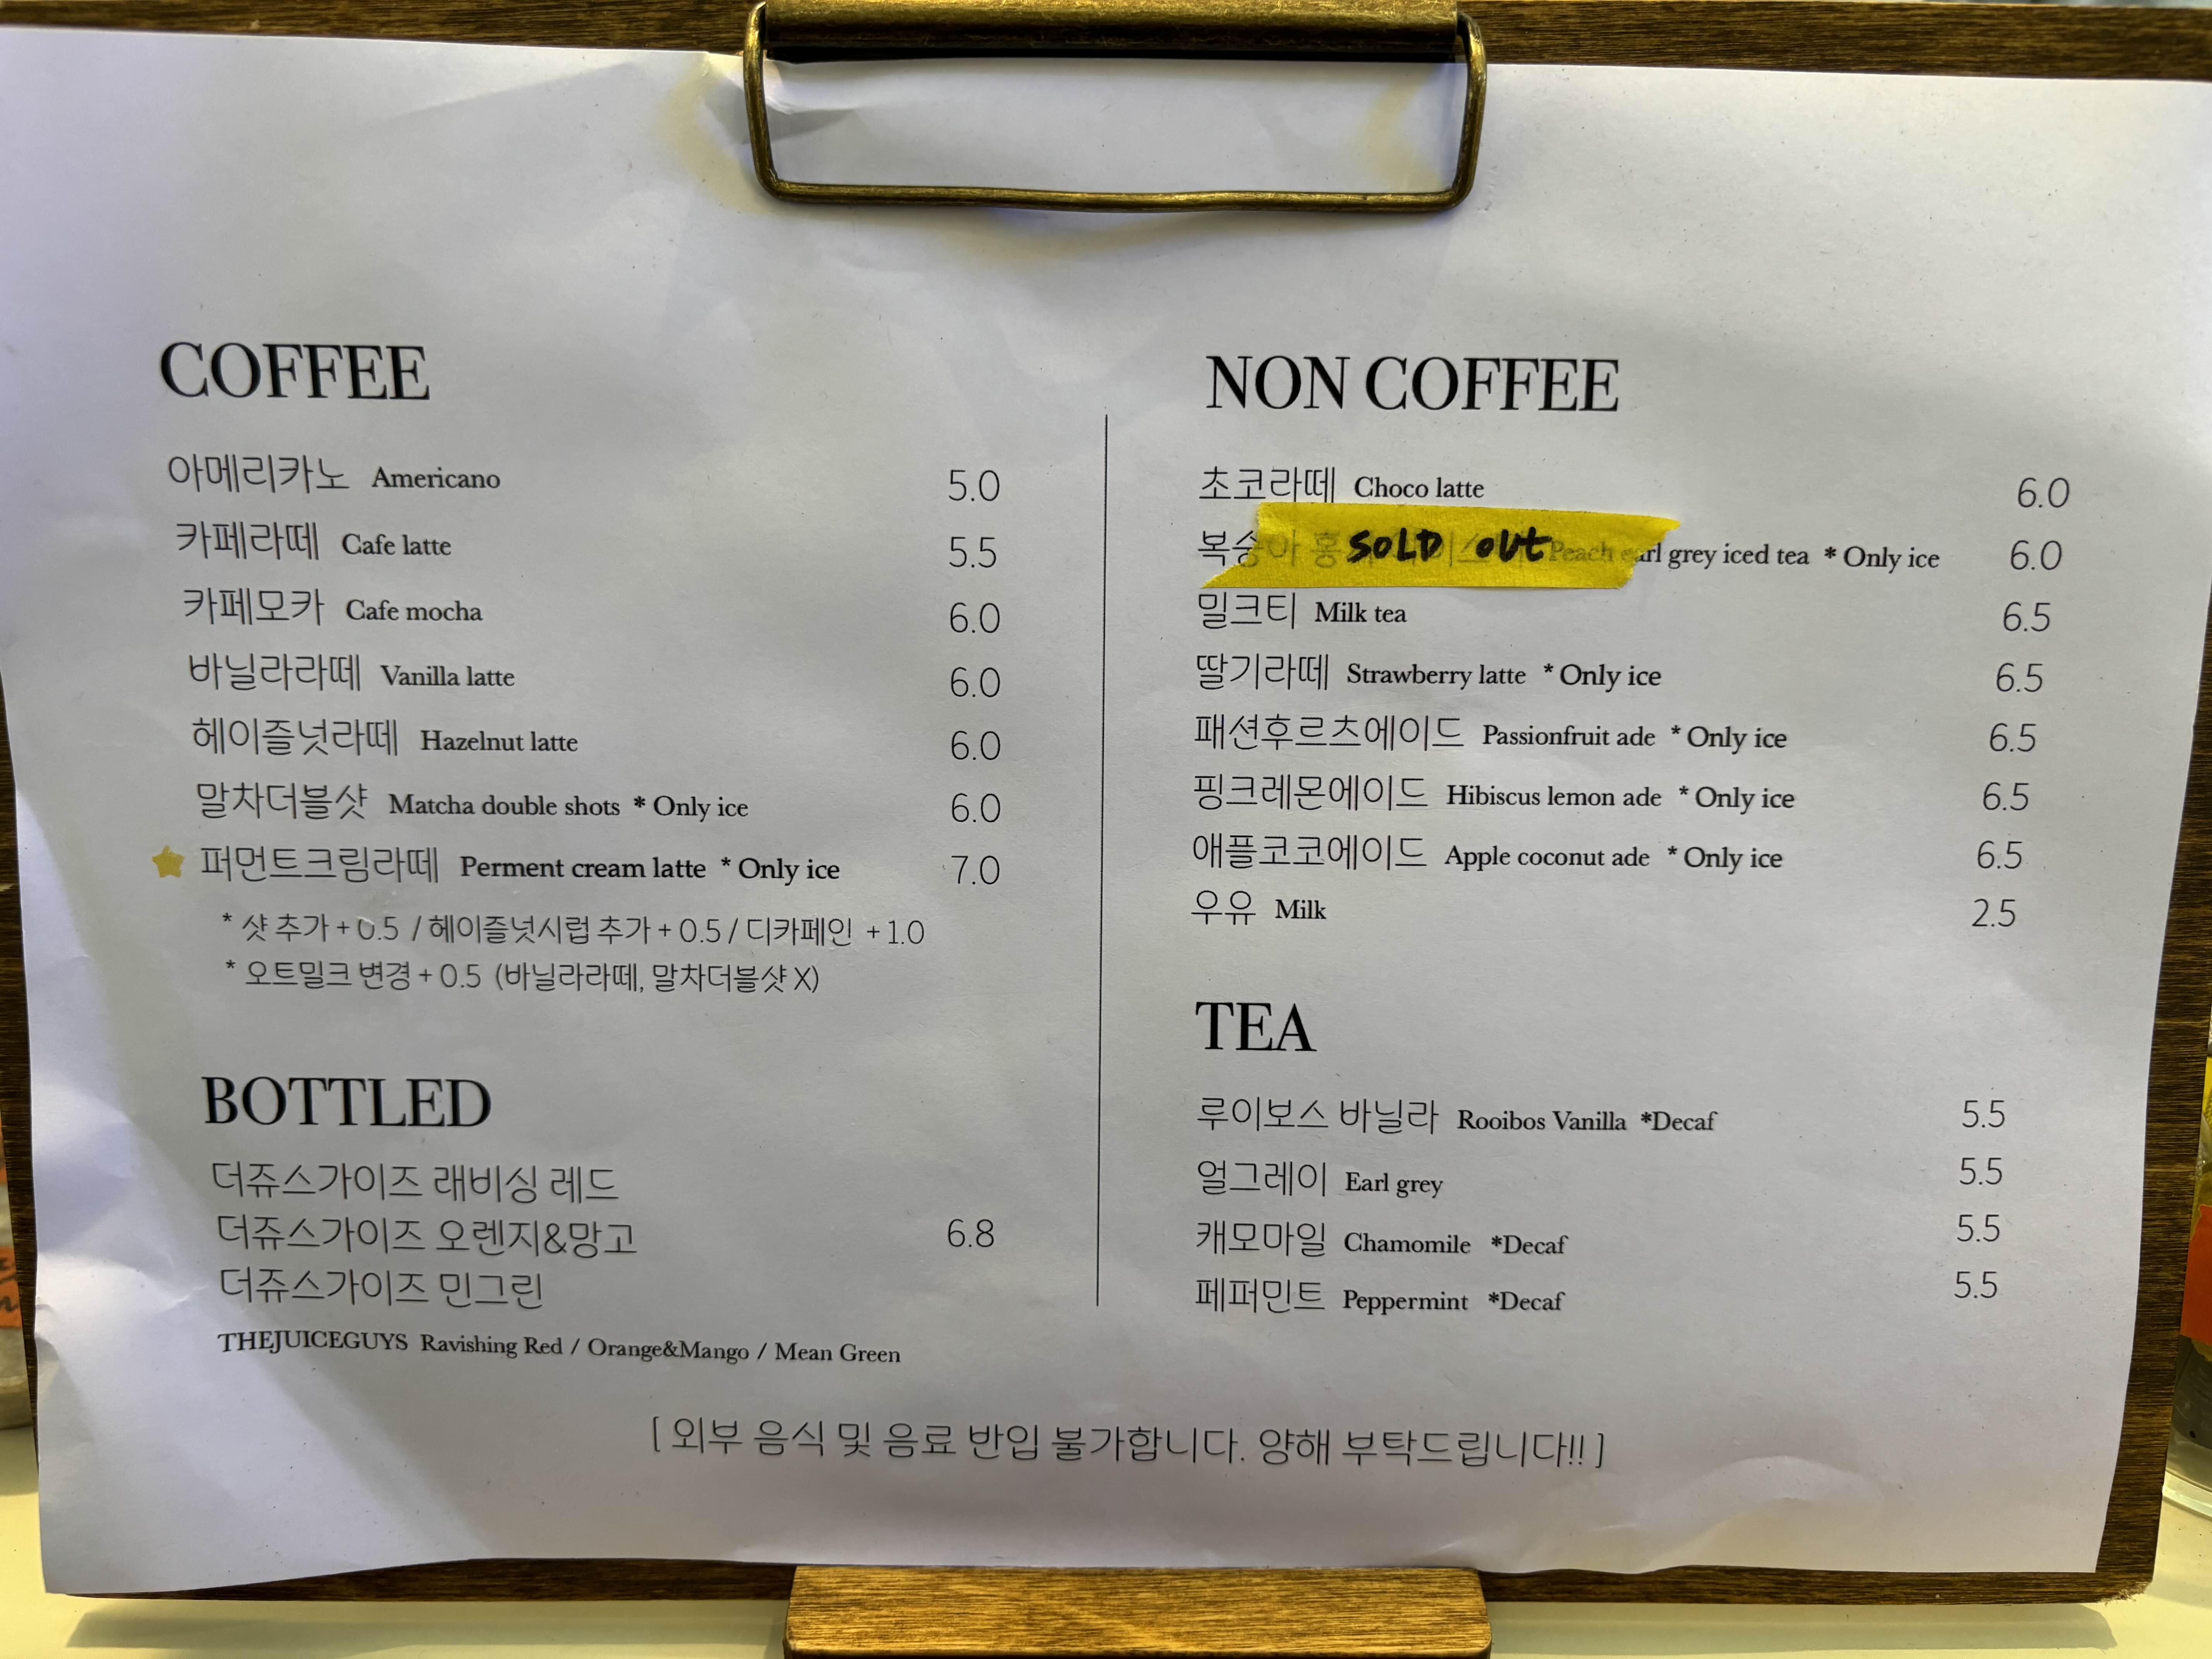 COFFEE
아메리카노 Americano 5.0
카페라떼 Cafe latte 5.5
카페모카 Cafe mocha 6.0
바닐라라떼 Vanilla latte 6.0
헤이즐넛라떼 Hazelnut latte 6.0
말차더블샷 Matcha double shots * Only ice 6.0
퍼먼트크림라떼 Perment cream latte * Only ice 7.0
* 샷 추가 + 0.5 / 헤이즐넛시럽 추가 + 0.5 / 디카페인 + 1.0
* 오트밀크 변경 + 0.5 (바닐라라떼, 말차더블샷 X)
BOTTLED
더쥬스가이즈 래비싱 레드
더쥬스가이즈 오렌지&망고 6.8
더쥬스가이즈 민그린
THEJUICEGUYS Ravishing Red / Orange&Mango / Mean Green
NON COFFEE
초코라떼 Choco latte 6.0
복숭아 SOLD OUT Peach earl grey iced tea * Only ice 6.0
밀크티 Milk tea 6.5
딸기라떼 Strawberry latte * Only ice 6.5
패션후르츠에이드 Passionfruit ade * Only ice 6.5
핑크레몬에이드 Hibiscus lemon ade * Only ice 6.5
애플코코에이드 Apple coconut ade * Only ice 6.5
우유 Milk 2.5
TEA
루이보스 바닐라 Rooibos Vanilla *Decaf 5.5
얼그레이 Earl grey 5.5
캐모마일 Chamomile *Decaf 5.5
페퍼민트 Peppermint *Decaf 5.5
[ 외부 음식 및 음료 반입 불가합니다. 양해 부탁드립니다!! ]